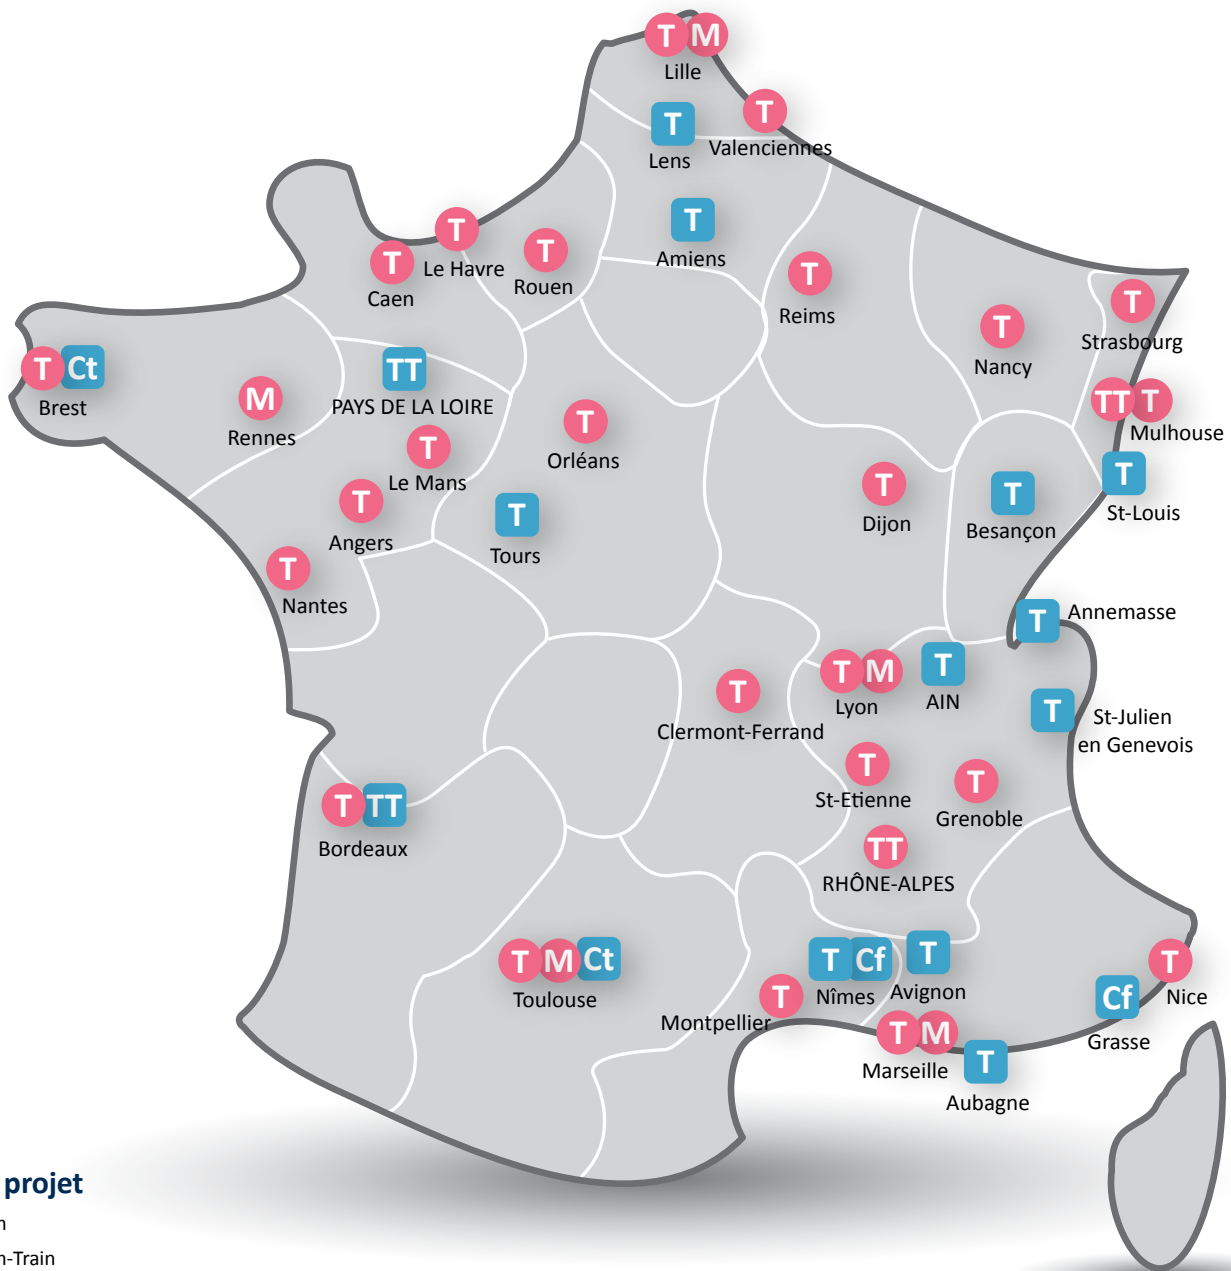 T M
Lille
T
Lens
T
Valenciennes
T
Amiens
T
Le Havre
T
Caen
T
Rouen
T
Reims
T
Nancy
T
Strasbourg
T Ct
Brest
M
Rennes
TT
PAYS DE LA LOIRE
T
Le Mans
T
Orléans
TT T
Mulhouse
T
St-Louis
T
Angers
T
Tours
T
Dijon
T
Besançon
T
Nantes
T
Annemasse
T
Clermont-Ferrand
T M
Lyon
T
AIN
T
St-Julien
en Genevois
T TT
Bordeaux
T
St-Etienne
T
Grenoble
TT
RHÔNE-ALPES
T M Ct
Toulouse
T
Montpellier
T Cf
Nîmes
T
Avignon
T
Nice
Cf
Grasse
T M
Marseille
T
Aubagne
projet
-Train